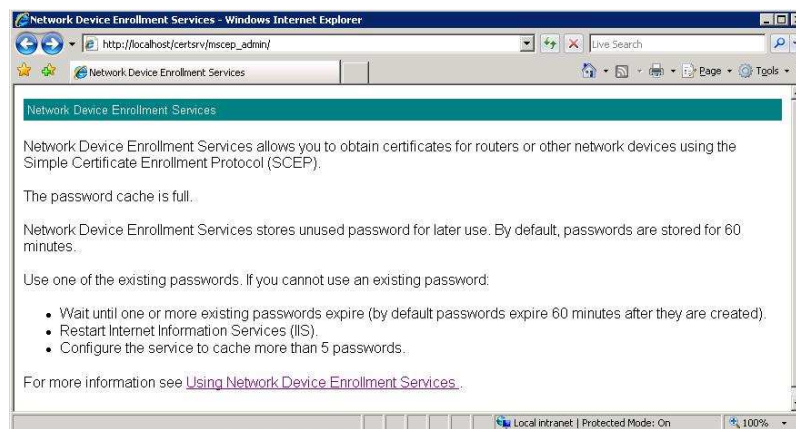 Network Device Enrollment Services - Windows Internet Explorer
http://localhost/certsrv/mscep_admin/
Live Search
Network Device Enrollment Services
Page
Tools
Network Device Enrollment Services
Network Device Enrollment Services allows you to obtain certificates for routers or other network devices using the
Simple Certificate Enrollment Protocol (SCEP).
The password cache is full.
Network Device Enrollment Services stores unused password for later use. By default, passwords are stored for 60
minutes.
Use one of the existing passwords. If you cannot use an existing password:
• Wait until one or more existing passwords expire (by default passwords expire 60 minutes after they are created).
• Restart Internet Information Services (IIS).
• Configure the service to cache more than 5 passwords.
For more information see Using Network Device Enrollment Services .
Local intranet | Protected Mode: On
100%